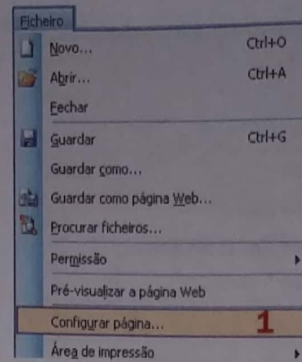 Ficheiro
Novo... Ctrl+O
Abrir... Ctrl+A
Fechar
Guardar Ctrl+G
Guardar como...
Guardar como página Web...
Procurar ficheiros...
Permissão
Pré-visualizar a página Web
Configurar página... 1
Área de impressão